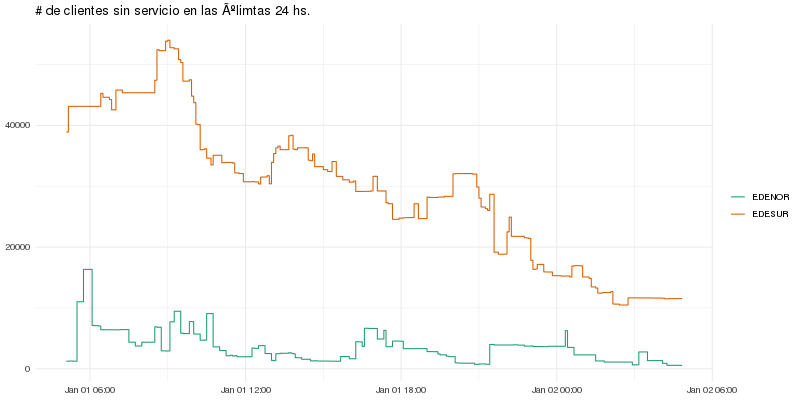 # de clientes sin servicio en las Ãºlimtas 24 hs.
40000
20000
0
Jan 01 06:00 Jan 01 12:00 Jan 01 18:00 Jan 02 00:00 Jan 02 06:00
EDENOR
EDESUR